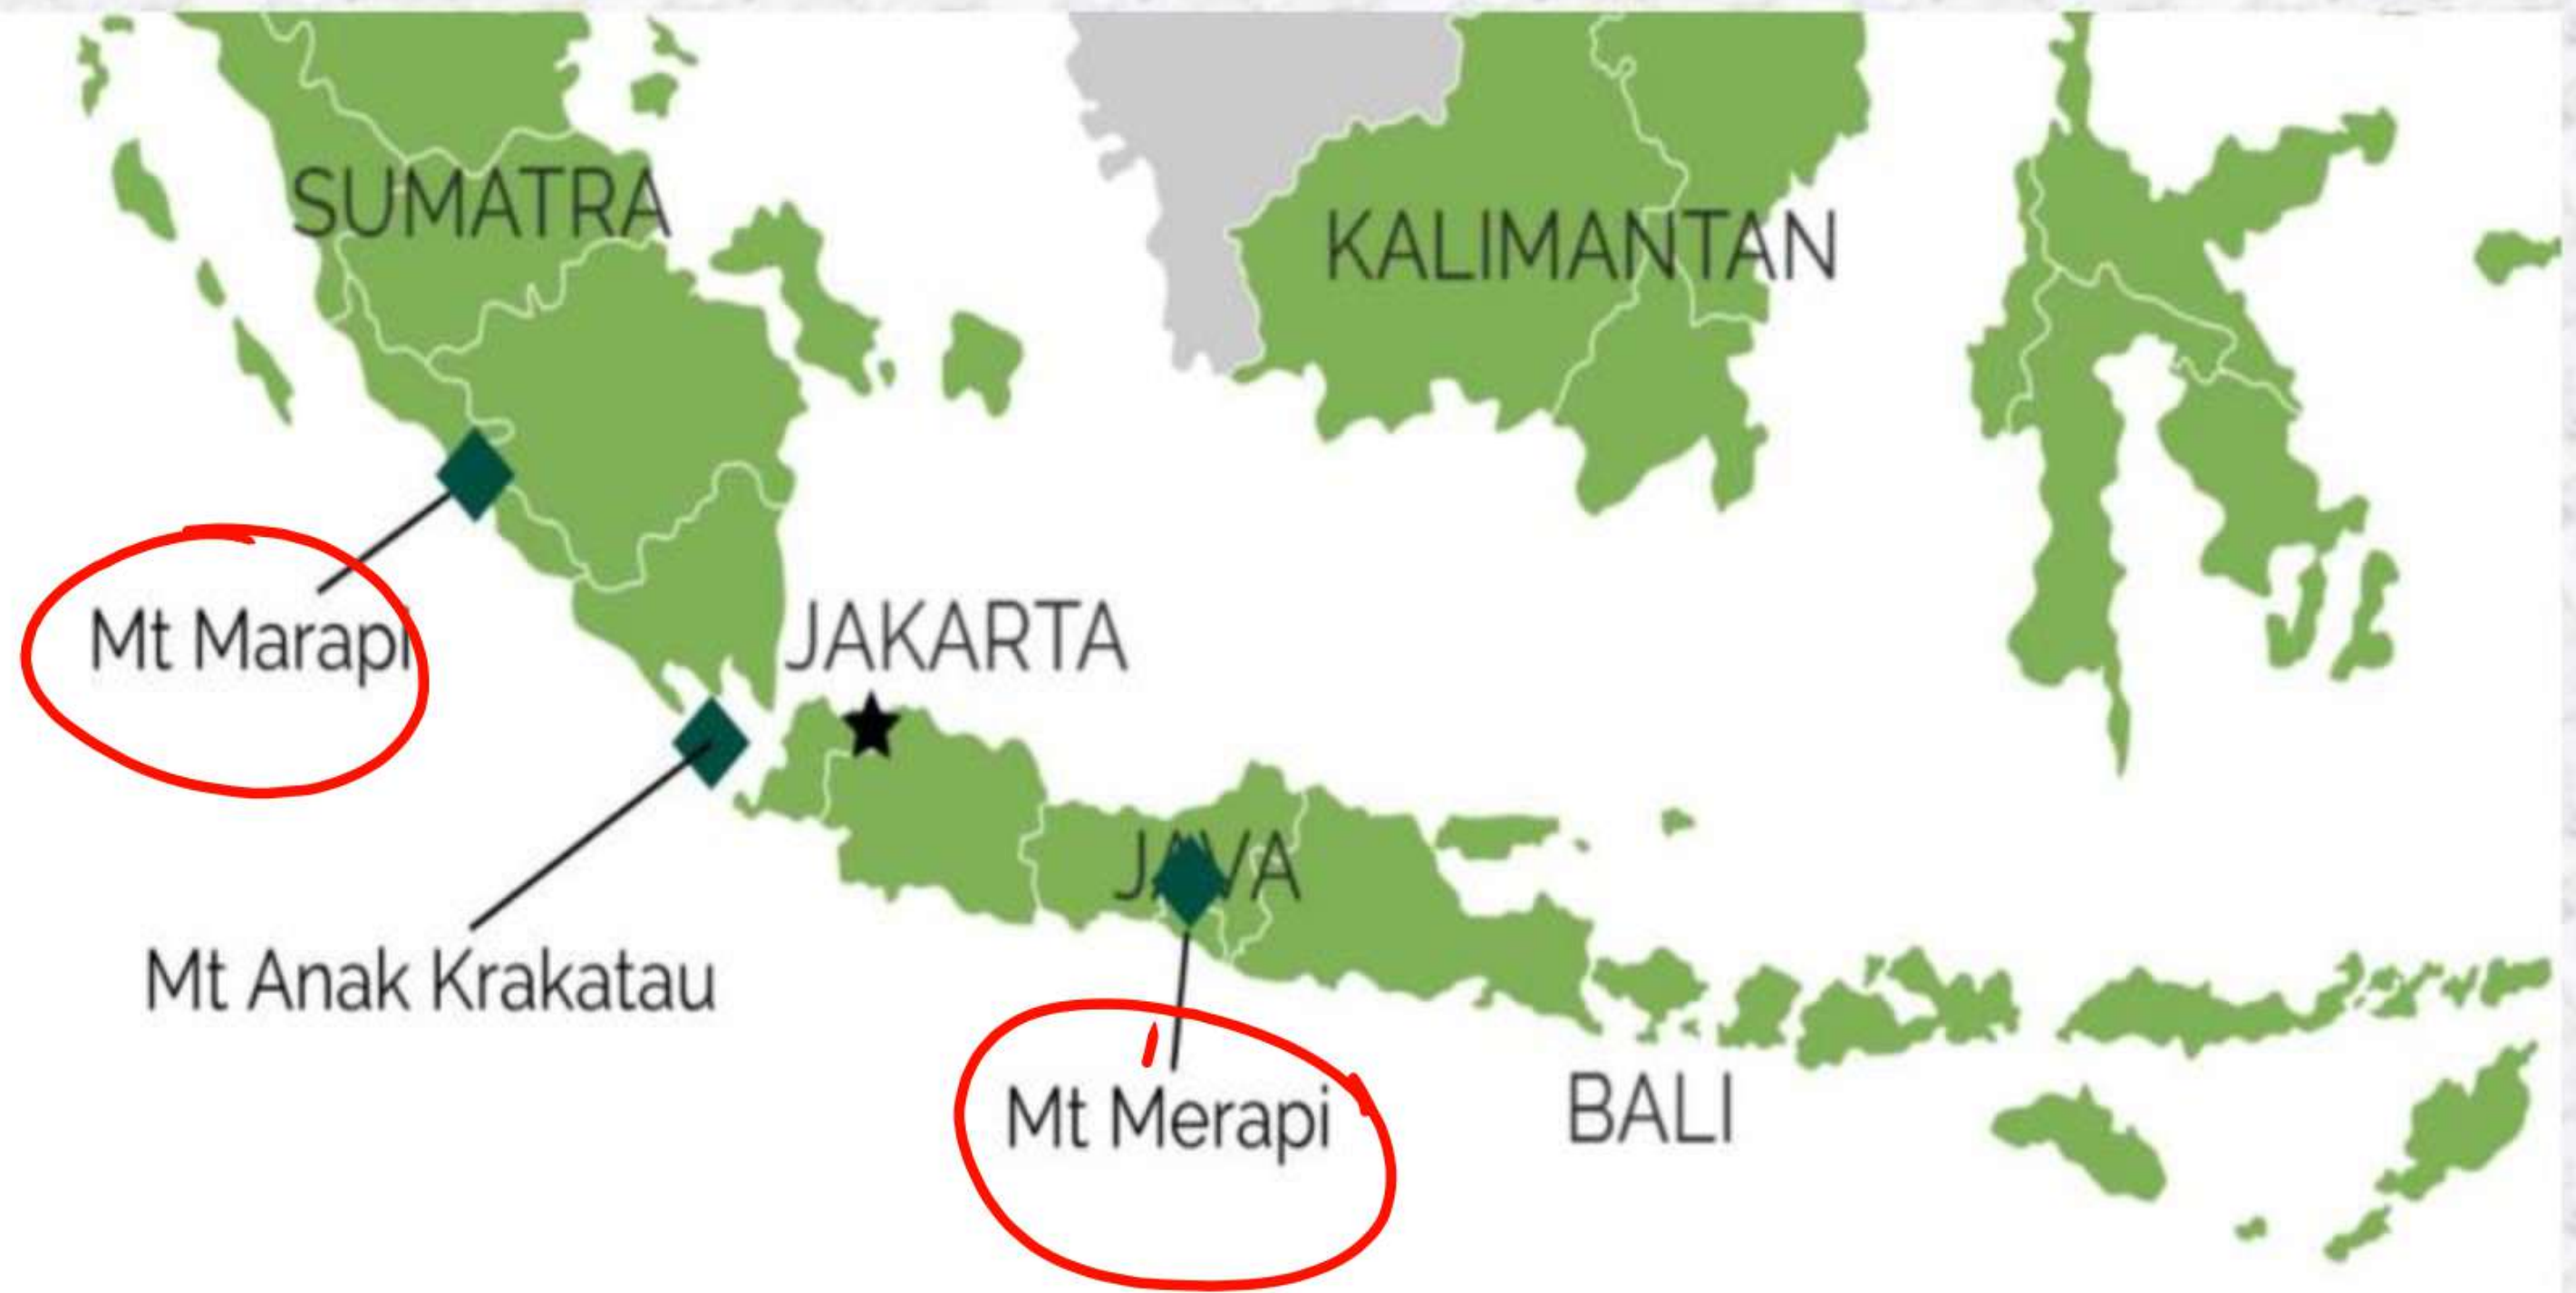 SUMATRA
KALIMANTAN
Mt Marapi
JAKARTA
JAVA
Mt Anak Krakatau
Mt Merapi
BALI